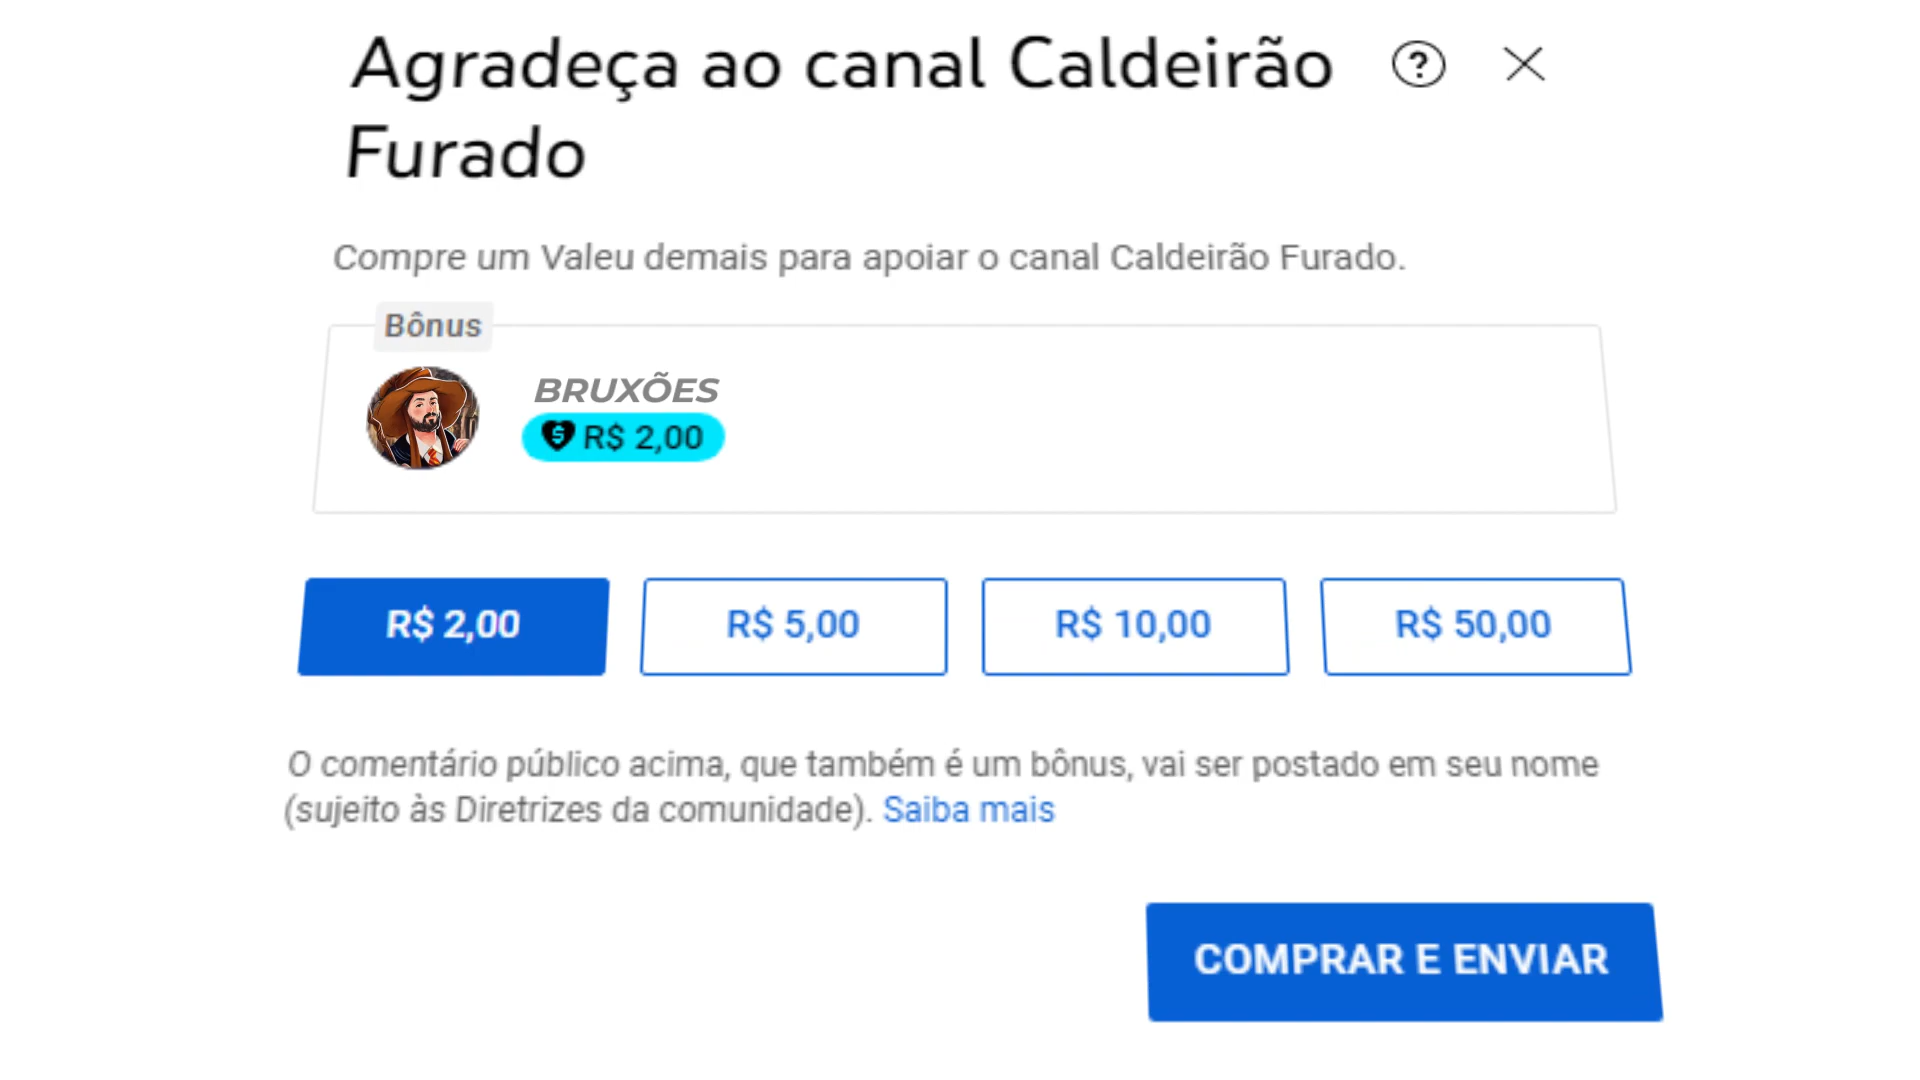 Agradeça ao canal Caldeirão
Furado
Compre um Valeu demais para apoiar o canal Caldeirão Furado.
Bônus
BRUXÕES
R$ 2,00
R$ 2,00
R$ 5,00
R$ 10,00
R$ 50,00
O comentário público acima, que também é um bônus, vai ser postado em seu nome
(sujeito às Diretrizes da comunidade). Saiba mais
COMPRAR E ENVIAR